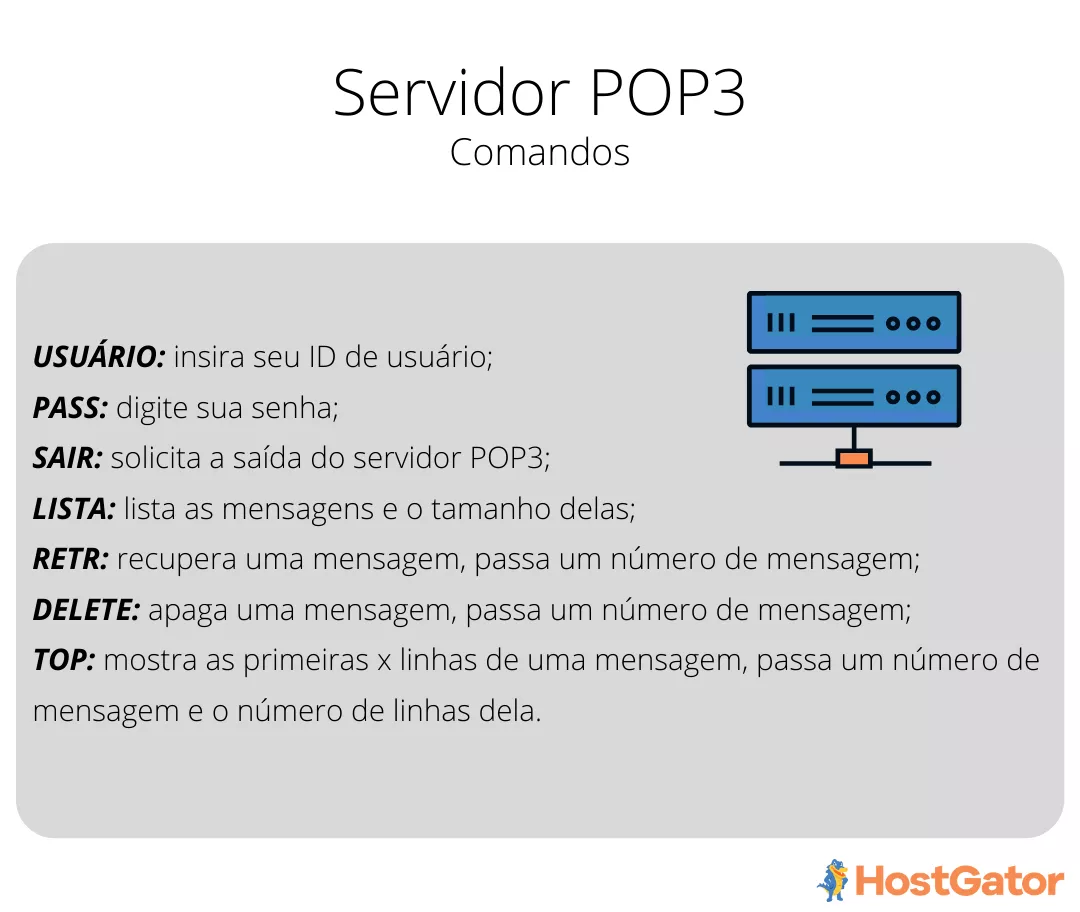 Servidor POP3
Comandos
USUÁRIO: insira seu ID de usuário;
PASS: digite sua senha;
SAIR: solicita a saída do servidor POP3;
LISTA: lista as mensagens e o tamanho delas;
RETR: recupera uma mensagem, passa um número de mensagem;
DELETE: apaga uma mensagem, passa um número de mensagem;
TOP: mostra as primeiras x linhas de uma mensagem, passa um número de
mensagem e o número de linhas dela.
HostGator